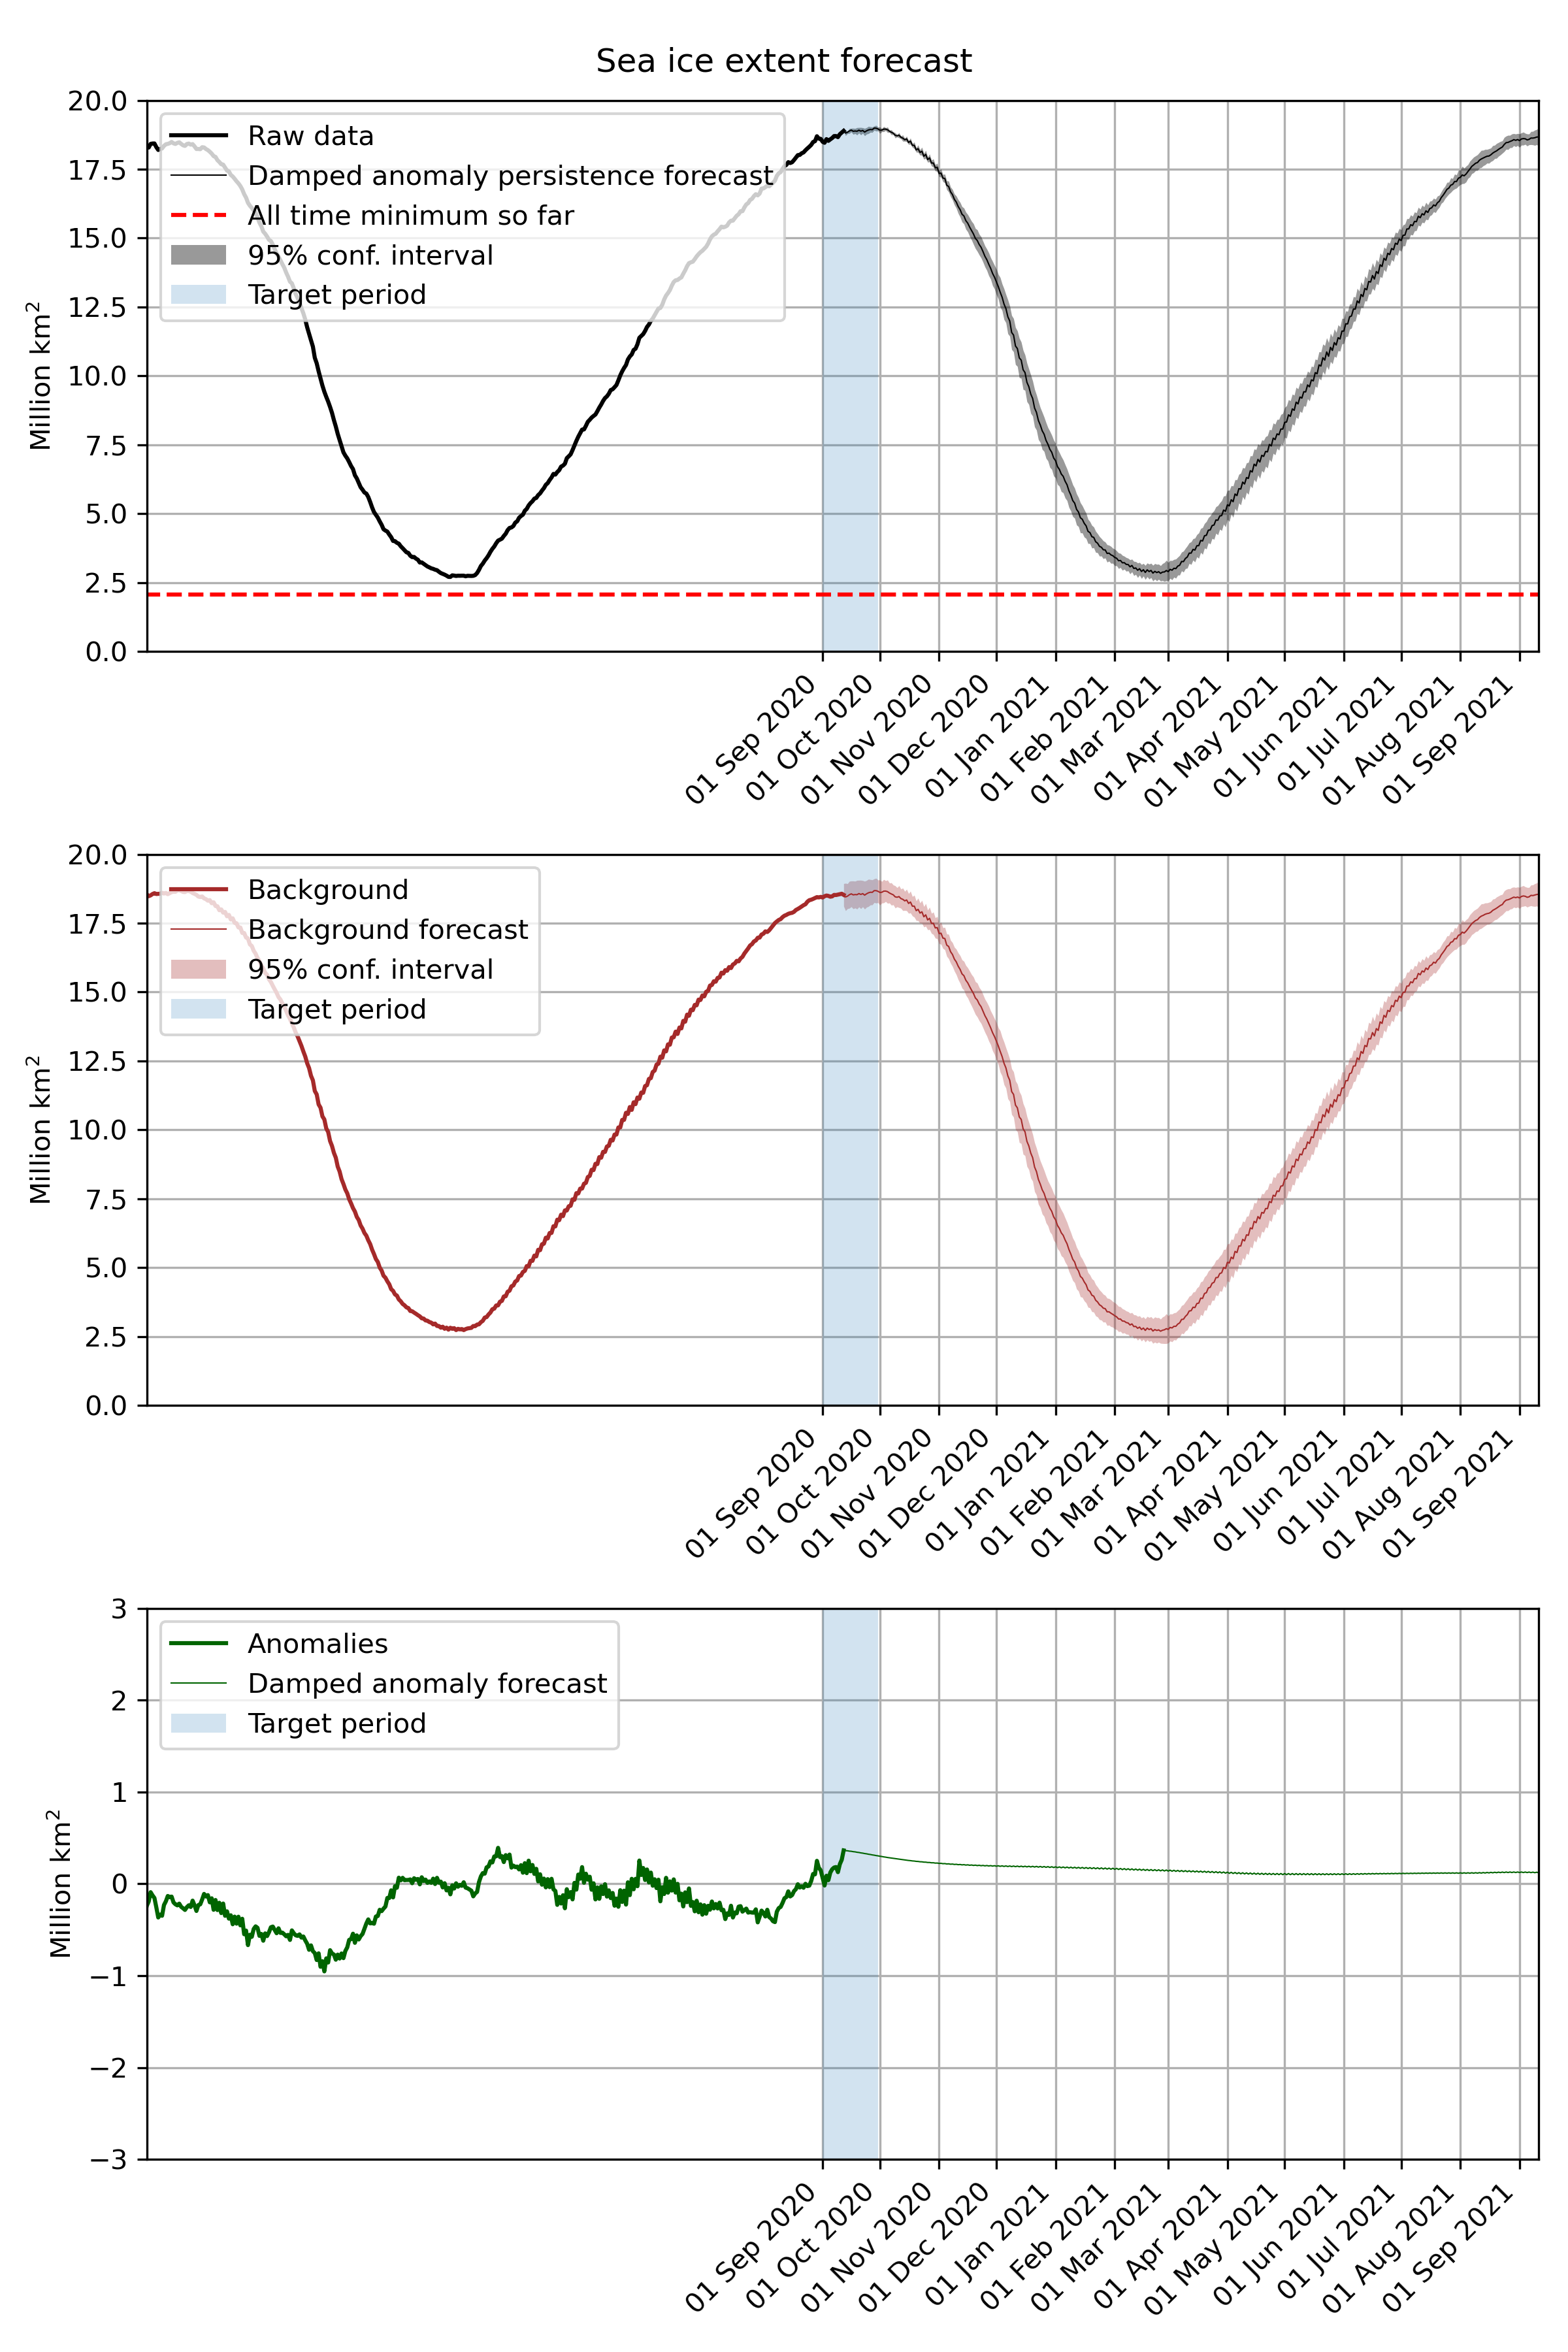 Sea ice extent forecast
20.0
17.5
15.0
12.5
10.0
7.5
5.0
2.5
0.0
Million km²
Raw data
Damped anomaly persistence forecast
All time minimum so far
95% conf. interval
Target period
01 Sep 2020
01 Oct 2020
01 Nov 2020
01 Dec 2020
01 Jan 2021
01 Feb 2021
01 Mar 2021
01 Apr 2021
01 May 2021
01 Jun 2021
01 Jul 2021
01 Aug 2021
01 Sep 2021
20.0
17.5
15.0
12.5
10.0
7.5
5.0
2.5
0.0
Million km²
Background
Background forecast
95% conf. interval
Target period
01 Sep 2020
01 Oct 2020
01 Nov 2020
01 Dec 2020
01 Jan 2021
01 Feb 2021
01 Mar 2021
01 Apr 2021
01 May 2021
01 Jun 2021
01 Jul 2021
01 Aug 2021
01 Sep 2021
3
2
1
0
−1
−2
−3
Million km²
Anomalies
Damped anomaly forecast
Target period
01 Sep 2020
01 Oct 2020
01 Nov 2020
01 Dec 2020
01 Jan 2021
01 Feb 2021
01 Mar 2021
01 Apr 2021
01 May 2021
01 Jun 2021
01 Jul 2021
01 Aug 2021
01 Sep 2021